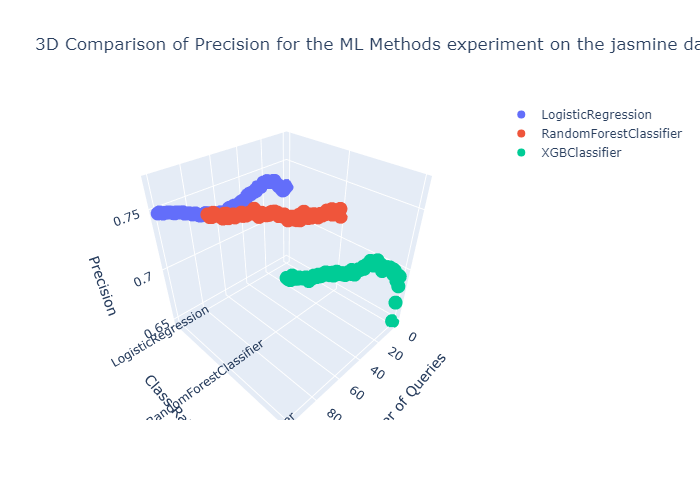 3D Comparison of Precision for the ML Methods experiment on the jasmine da
LogisticRegression
RandomForestClassifier
XGBClassifier
0.75
0.7
0.65
Precision
LogisticRegression
RandomForestClassifier
0
20
40
60
80
of Queries